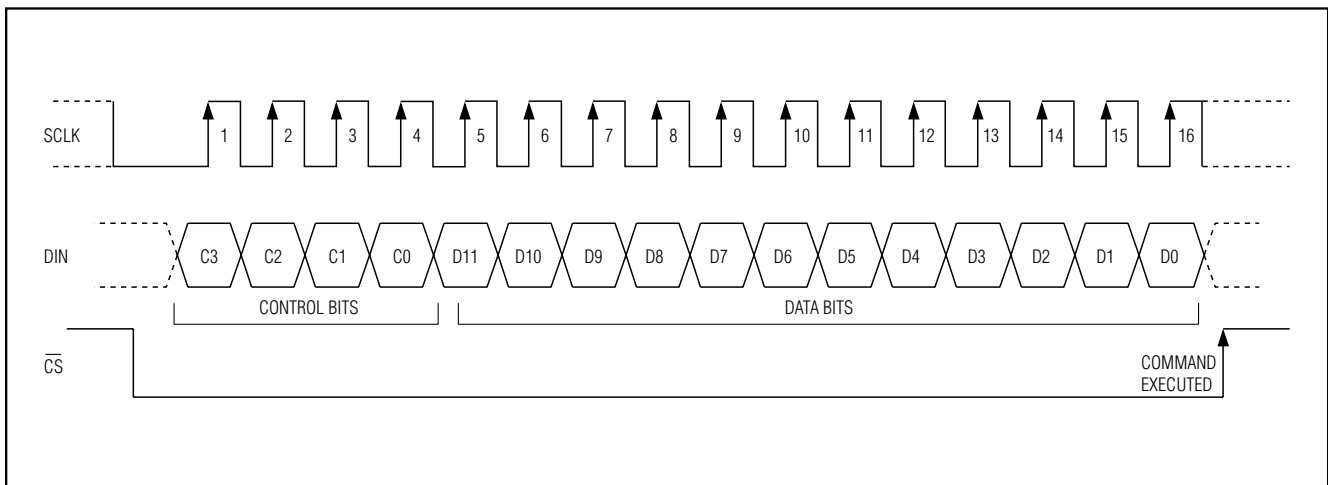 SCLK 1 2 3 4 5 6 7 8 9 10 11 12 13 14 15 16
DIN C3 C2 C1 C0 D11 D10 D9 D8 D7 D6 D5 D4 D3 D2 D1 D0
CONTROL BITS DATA BITS
C̅S̅
COMMAND
EXECUTED